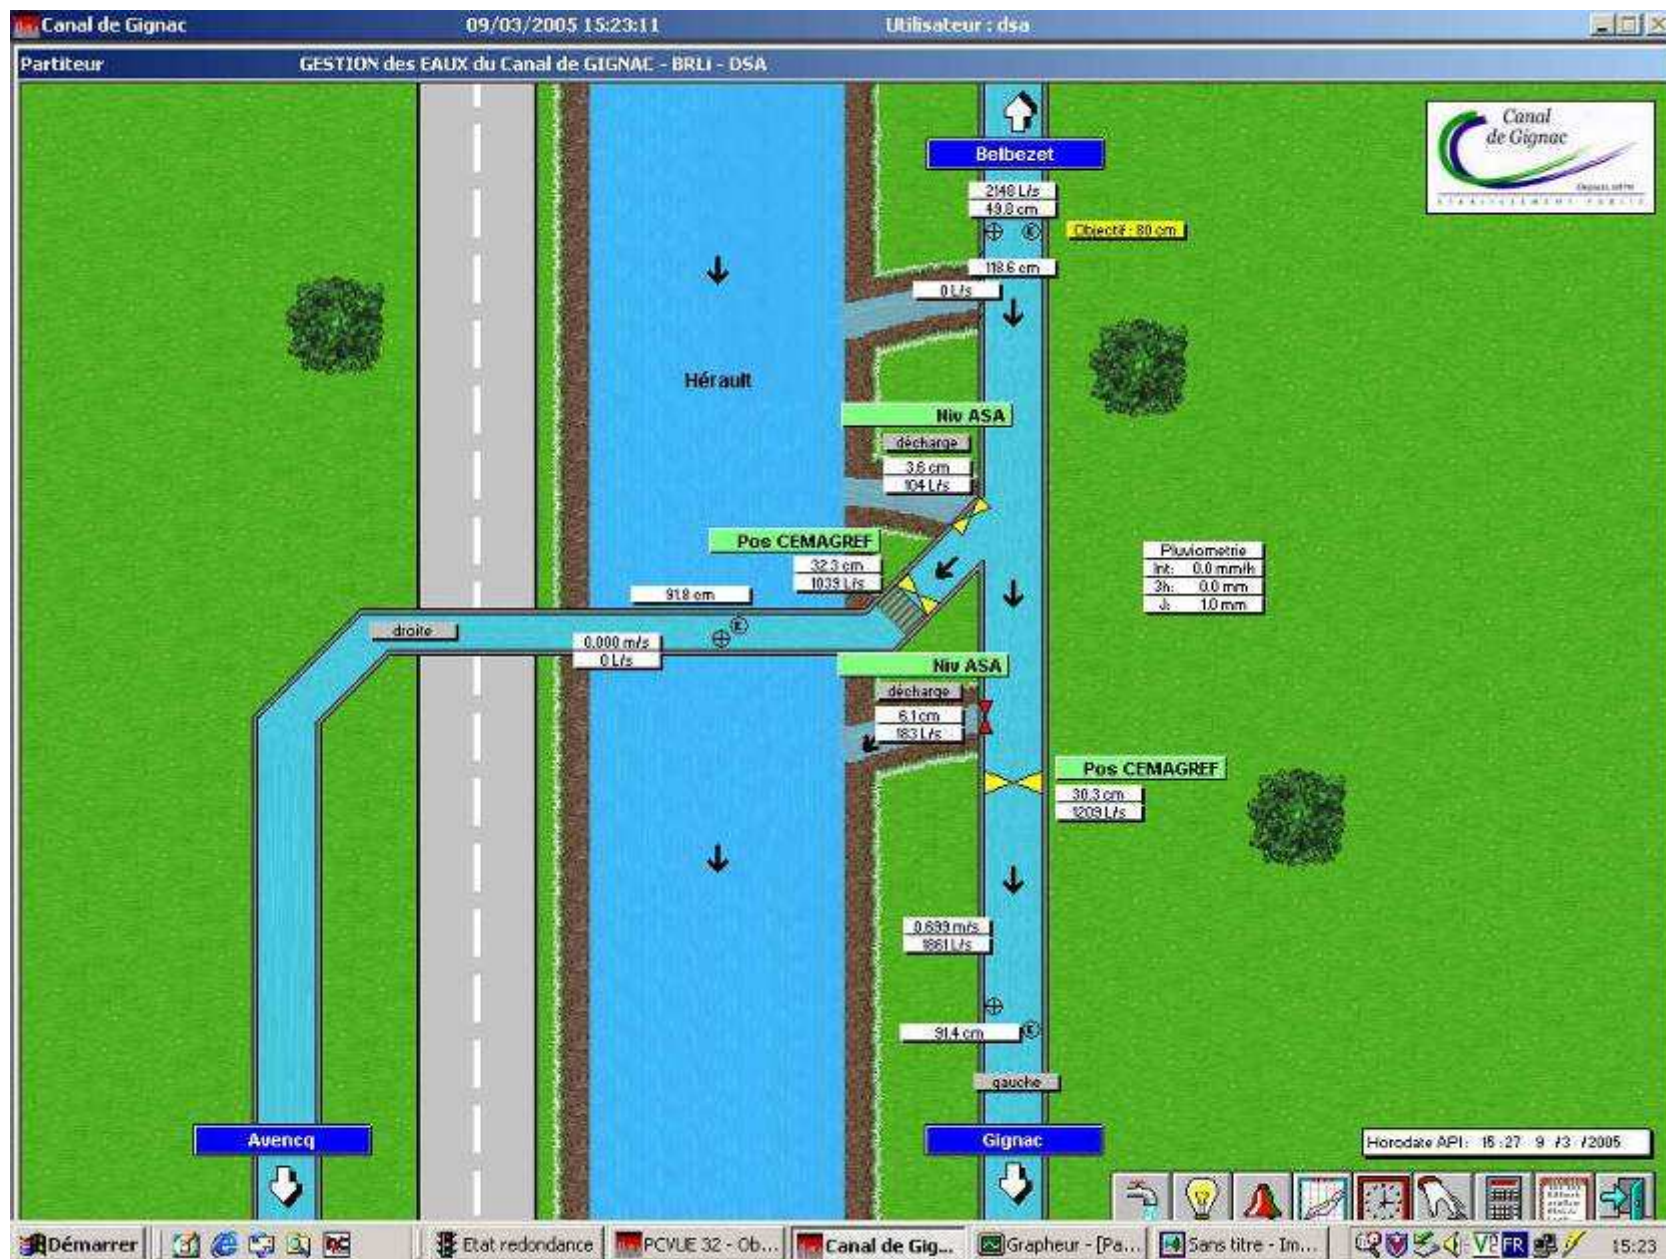 Canal de Gignac 09/03/2005 15:23:11 Utilisateur : dsa
Partiteur GESTION des EAUX du Canal de GIGNAC - BRLi - DSA
Canal
de Gignac
Belbezet
2148 L/s
49.8 cm
Objectif : 80 cm
118.6 cm
0 L/s
Hérault
Niv ASA
décharge
3.6 cm
104 L/s
Pos CEMAGREF
32.3 cm
1039 L/s
Pluviometrie
Int: 0.0 mm/h
3h: 0.0 mm
J: 1.0 mm
91.8 cm
droite
0.000 m/s
0 L/s
Niv ASA
décharge
6.1 cm
183 L/s
Pos CEMAGREF
30.3 cm
1209 L/s
0.699 m/s
1861 L/s
91.4 cm
gauche
Avencq
Gignac
Horodate API : 15 :27 9 /3 /2005
Démarrer Etat redondance PCVUE 32 - Ob... Canal de Gig... Grapheur - [Pa... Sans titre - Im... FR 15:23